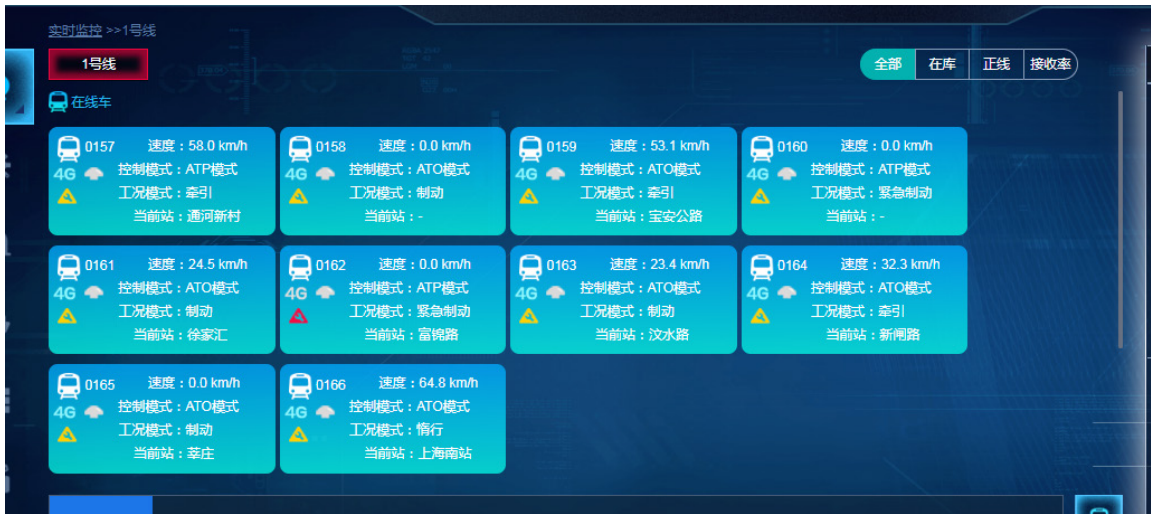 实时监控 >>1号线
1号线
全部 在库 正线 接收率
在线车
0157 速度：58.0 km/h
4G 控制模式：ATP模式
工况模式：牵引
当前站：通河新村
0158 速度：0.0 km/h
4G 控制模式：ATO模式
工况模式：制动
当前站：-
0159 速度：53.1 km/h
4G 控制模式：ATO模式
工况模式：牵引
当前站：宝安公路
0160 速度：0.0 km/h
4G 控制模式：ATP模式
工况模式：紧急制动
当前站：-
0161 速度：24.5 km/h
4G 控制模式：ATO模式
工况模式：制动
当前站：徐家汇
0162 速度：0.0 km/h
4G 控制模式：ATP模式
工况模式：紧急制动
当前站：富锦路
0163 速度：23.4 km/h
4G 控制模式：ATO模式
工况模式：制动
当前站：汶水路
0164 速度：32.3 km/h
4G 控制模式：ATO模式
工况模式：牵引
当前站：新闸路
0165 速度：0.0 km/h
4G 控制模式：ATO模式
工况模式：制动
当前站：莘庄
0166 速度：64.8 km/h
4G 控制模式：ATO模式
工况模式：惰行
当前站：上海南站